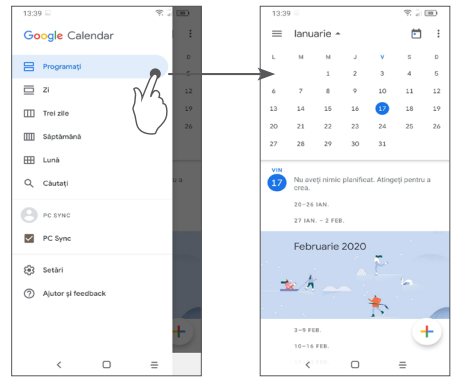 13:39
Google Calendar
Programați
Zi
Trei zile
Săptămână
Lună
Căutați
PC SYNC
PC Sync
Setări
Ajutor și feedback
D
5
12
19
26
u a
13:39
Ianuarie
L M M J V S D
1 2 3 4 5
6 7 8 9 10 11 12
13 14 15 16 17 18 19
20 21 22 23 24 25 26
27 28 29 30 31
VIN
17
Nu aveți nimic planificat. Atingeți pentru a
crea.
20–26 IAN.
27 IAN. – 2 FEB.
Februarie 2020
3–9 FEB.
10–16 FEB.